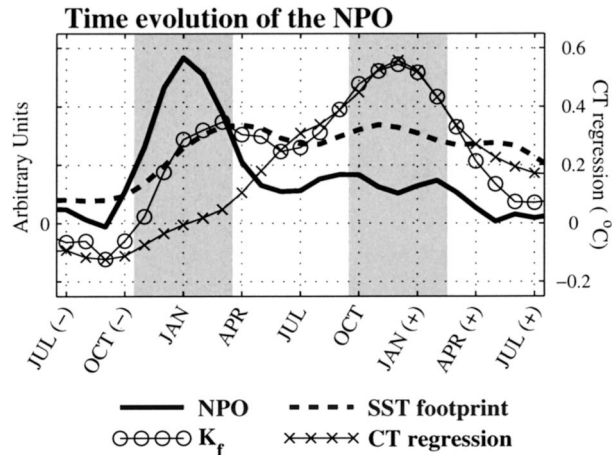 Time evolution of the NPO
Arbitrary Units
0
0.6
0.4
0.2
0
−0.2
CT regression (°C)
JUL (−)
OCT (−)
JAN
APR
JUL
OCT
JAN (+)
APR (+)
JUL (+)
NPO
SST footprint
K_f
CT regression